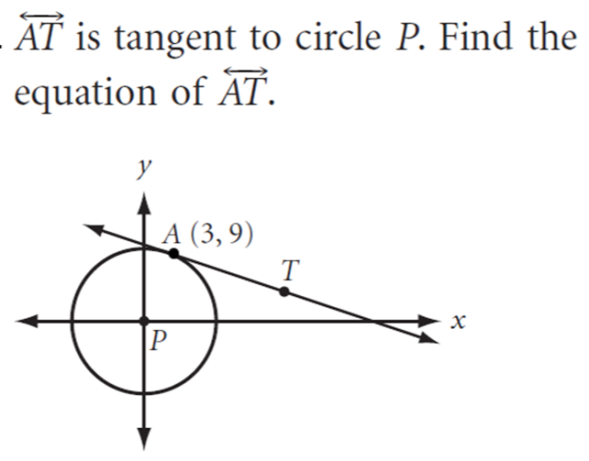 . AT is tangent to circle P. Find the
equation of AT.
y
A (3, 9)
T
x
P